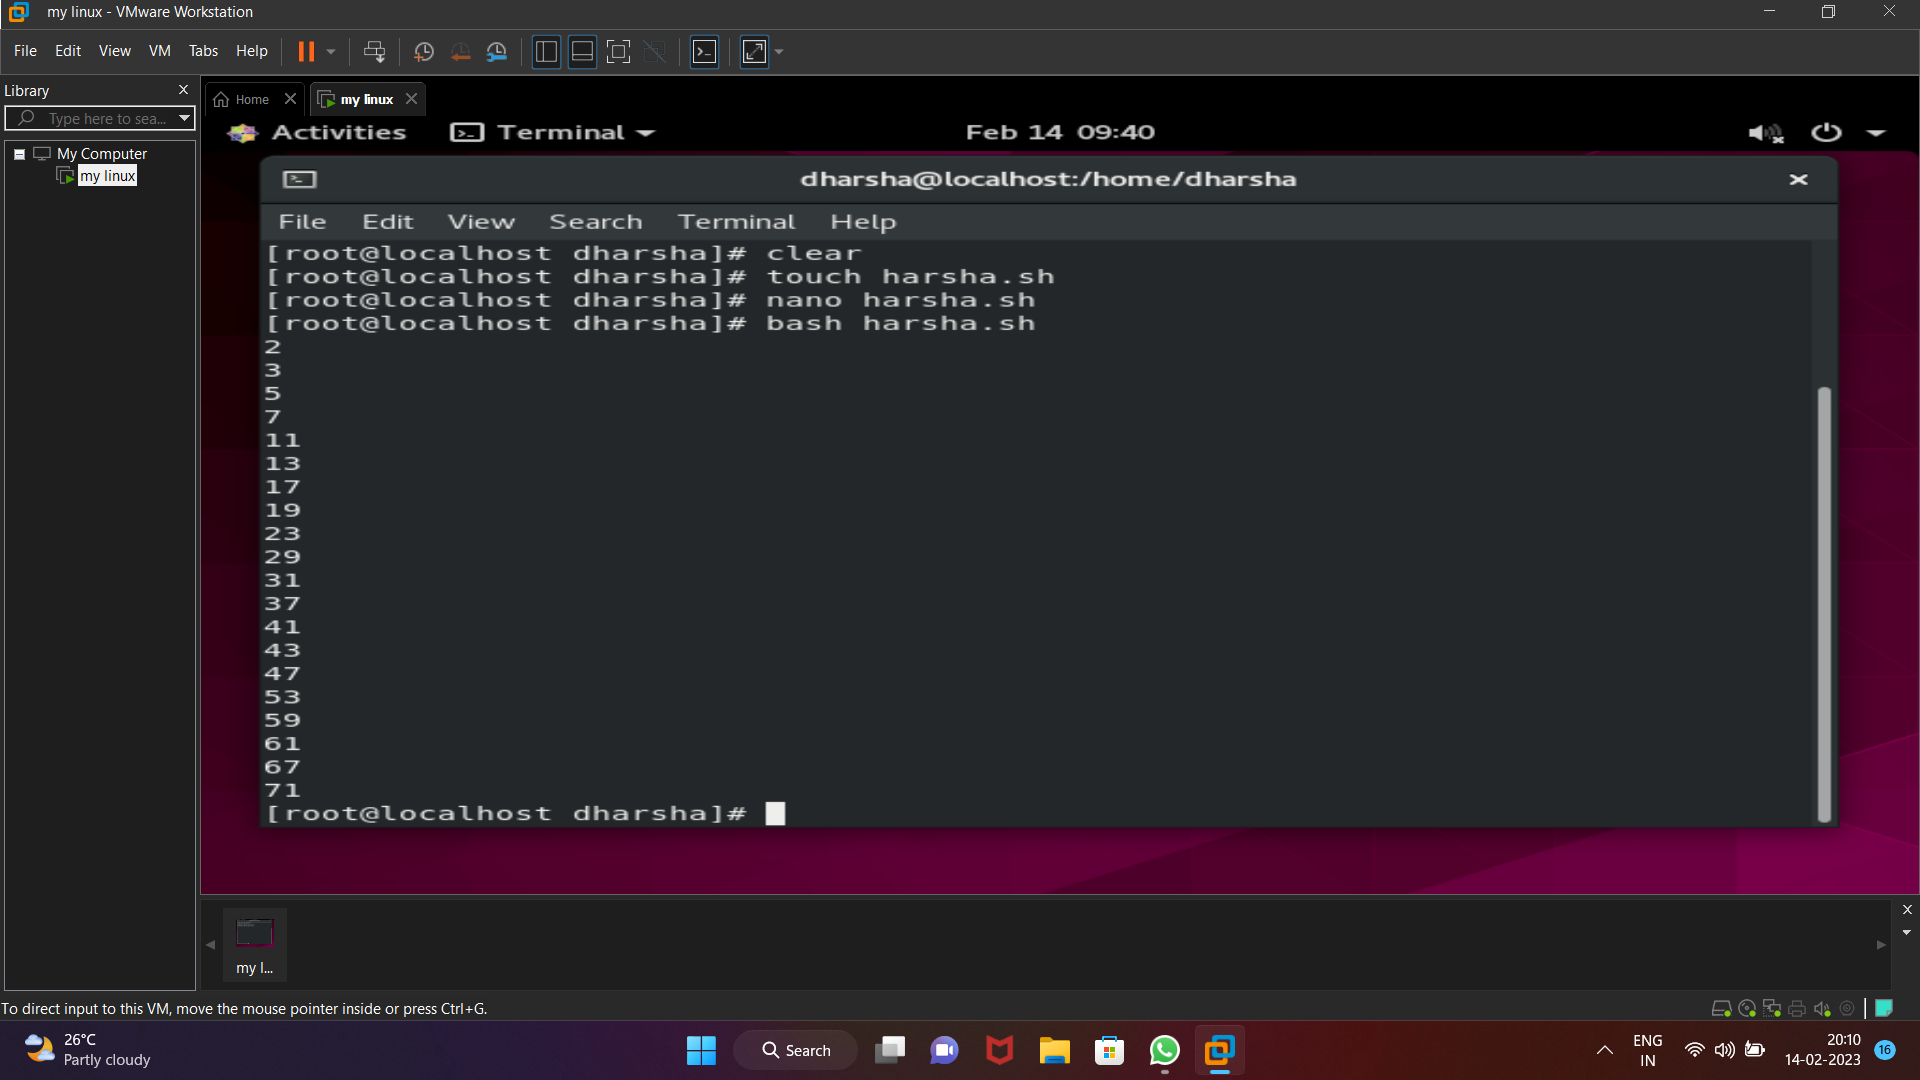 my linux - VMware Workstation
File Edit View VM Tabs Help
Library
Type here to sea...
My Computer
my linux
Home
my linux
Activities Terminal Feb 14 09:40
dharsha@localhost:/home/dharsha
File Edit View Search Terminal Help
[root@localhost dharsha]# clear
[root@localhost dharsha]# touch harsha.sh
[root@localhost dharsha]# nano harsha.sh
[root@localhost dharsha]# bash harsha.sh
2
3
5
7
11
13
17
19
23
29
31
37
41
43
47
53
59
61
67
71
[root@localhost dharsha]#
my l...
To direct input to this VM, move the mouse pointer inside or press Ctrl+G.
26°C
Partly cloudy
Search
ENG
IN
20:10
14-02-2023
16